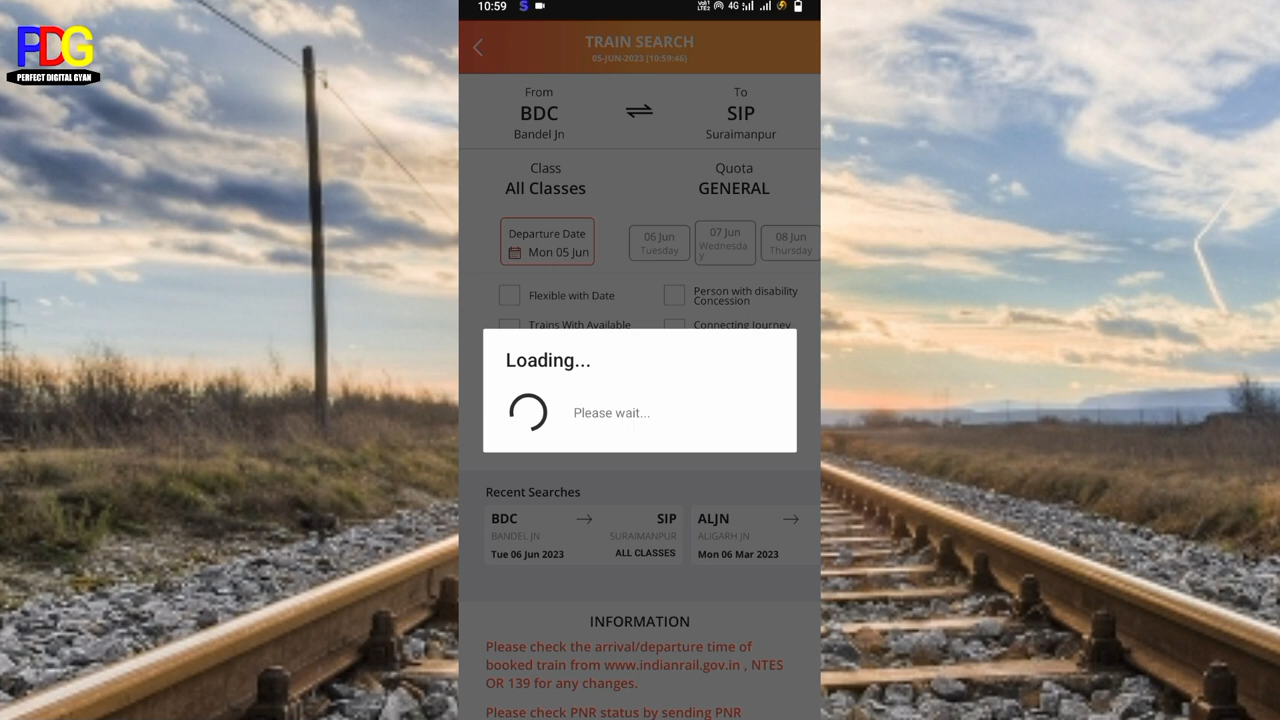 PDG
PERFECT DIGITAL GYAN
10:59
4G
TRAIN SEARCH
05-JUN-2023 [10:59:46]
From
To
BDC
SIP
Bandel Jn
Suraimanpur
Class
Quota
All Classes
GENERAL
Departure Date
Mon 05 Jun
06 Jun
Tuesday
07 Jun
Wednesda
y
08 Jun
Thursday
Flexible with Date
Person with disability
Concession
Trains With Available
Connecting Journey
Loading...
Please wait...
Recent Searches
BDC
SIP
BANDEL JN
SURAIMANPUR
Tue 06 Jun 2023
ALL CLASSES
ALJN
ALIGARH JN
Mon 06 Mar 2023
INFORMATION
Please check the arrival/departure time of
booked train from www.indianrail.gov.in , NTES
OR 139 for any changes.
Please check PNR status by sending PNR